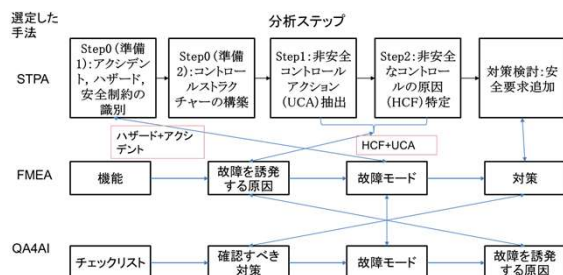 選定した
手法
分析ステップ
STPA
Step0(準備
1):アクシデ
ント,ハザード,
安全制約の
識別
Step0(準備
2):コントロー
ルストラク
チャーの構築
Step1:非安全
コントロール
アクション
(UCA)抽出
Step2:非安全
なコントロー
ルの原因
(HCF)特定
対策検討:安
全要求追加
ハザード+アクシ
デント
HCF+UCA
FMEA
機能
故障を誘発
する原因
故障モード
対策
QA4AI
チェックリスト
確認すべき
対策
故障モード
故障を誘発
する原因